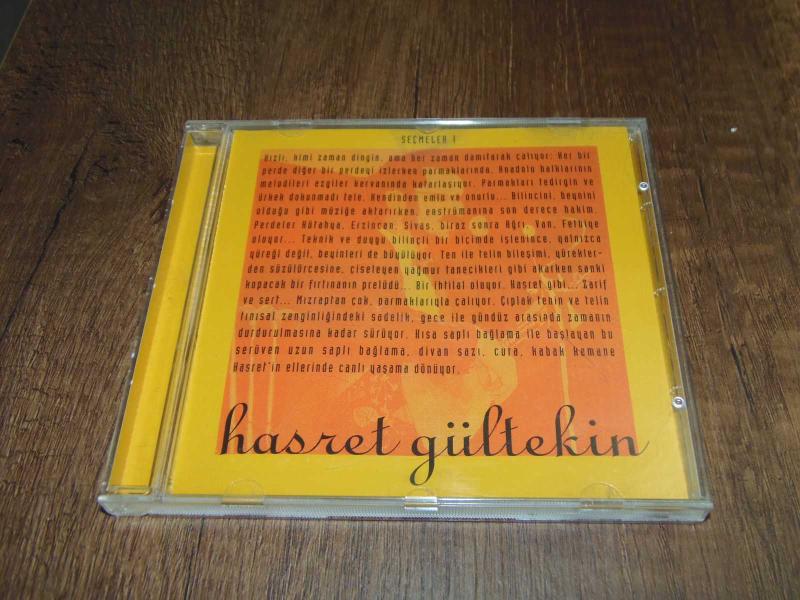 SEÇMELER 1
Hızlı, kimi zaman dingin, ama her zaman damıtarak çalıyor; Her bir
perde diğer bir perdeyi izlerken parmaklarında, Anadolu halklarının
melodileri ezgiler kervanında katarlaşıyor. Parmakları tedirgin ve
ürkek dokunmadı tele. Kendinden emin ve onurlu... Bilincini, beynini
olduğu gibi müziğe aktarırken, enstrümanına son derece hakim.
Perdeler Kütahya, Erzincan, Sivas, biraz sonra Ağrı, Van, Fethiye
oluyor... Teknik ve duygu bilinçli bir biçimde işlenince, yalnızca
yüreği değil, beyinleri de büyülüyor. Ten ile telin bileşimi, yürekler-
den süzülürcesine, çiseleyen yağmur tanecikleri gibi akarken sanki
kopacak bir fırtınanın prelüdü... Bir ihtilal oluyor. Hasret gibi... Zarif
ve sert... Mızraptan çok, parmaklarıyla çalıyor. Çıplak tenin ve telin
tınısal zenginliğindeki sadelik, gece ile gündüz arasında zamanın
durdurulmasına kadar sürüyor. Kısa saplı bağlama ile başlayan bu
serüven uzun saplı bağlama, divan sazı, cura, kabak kemane
Hasret'in ellerinde canlı yaşama dönüyor.
hasret gültekin